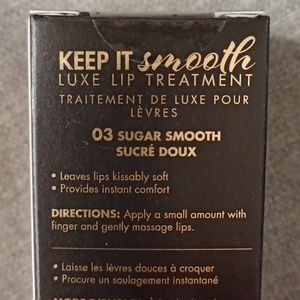 KEEP IT smooth
LUXE LIP TREATMENT
TRAITEMENT DE LUXE POUR
LÈVRES
03 SUGAR SMOOTH
SUCRÉ DOUX
• Leaves lips kissably soft
• Provides instant comfort
DIRECTIONS: Apply a small amount with
finger and gently massage lips.
• Laisse les lèvres douces à croquer
• Procure un soulagement instantané